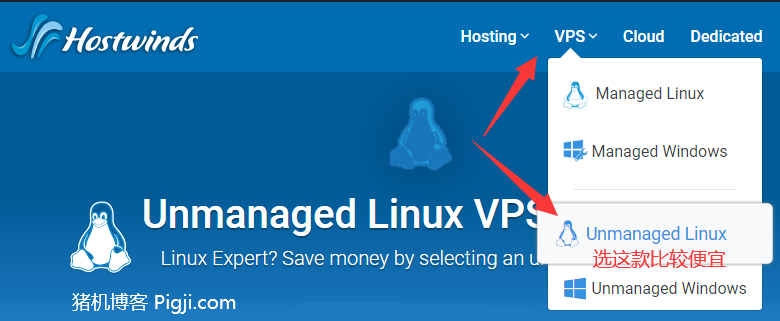 Hostwinds
Hosting VPS Cloud Dedicated
Managed Linux
Managed Windows
Unmanaged Linux VPS
Linux Expert? Save money by selecting an
Unmanaged Linux
选这款比较便宜
Unmanaged Windows
猪机博客 Pigji.com